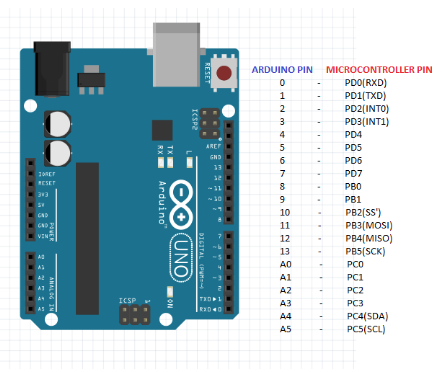 RESET
ICSP2
AREF
GND
13
12
~11
~10
~9
8
7
~6
~5
4
~3
2
TXD▶1
RXD◀0
DIGITAL (PWM=~)
RX
TX
L
Arduino™
UNO
ON
ICSP
1
IOREF
RESET
3V3
5V
GND
GND
VIN
POWER
A0
A1
A2
A3
A4
A5
ANALOG IN
ARDUINO PIN - MICROCONTROLLER PIN
0 - PD0(RXD)
1 - PD1(TXD)
2 - PD2(INT0)
3 - PD3(INT1)
4 - PD4
5 - PD5
6 - PD6
7 - PD7
8 - PB0
9 - PB1
10 - PB2(SS')
11 - PB3(MOSI)
12 - PB4(MISO)
13 - PB5(SCK)
A0 - PC0
A1 - PC1
A2 - PC2
A3 - PC3
A4 - PC4(SDA)
A5 - PC5(SCL)